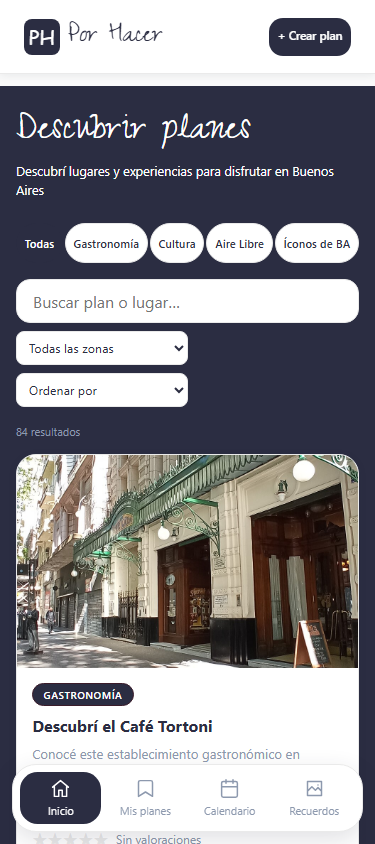 PH Por Hacer
+ Crear plan
Descubrir planes
Descubrí lugares y experiencias para disfrutar en Buenos
Aires
Todas Gastronomía Cultura Aire Libre Íconos de BA
Buscar plan o lugar...
Todas las zonas
Ordenar por
84 resultados
GASTRONOMÍA
Descubrí el Café Tortoni
Conocé este establecimiento gastronómico en
Inicio Mis planes Calendario Recuerdos
Sin valoraciones